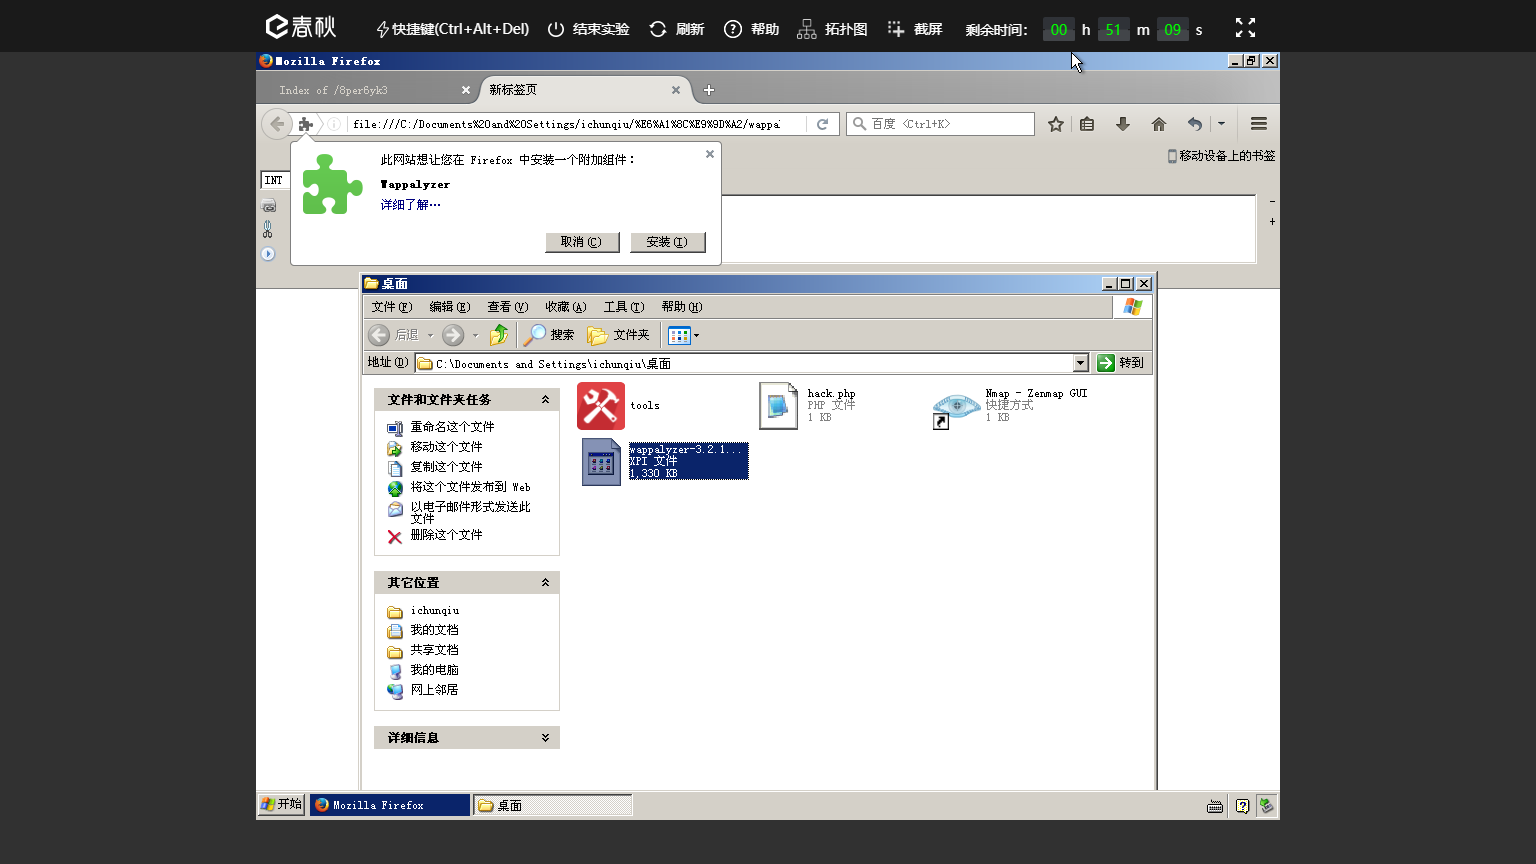 春秋
快捷键(Ctrl+Alt+Del)
结束实验
刷新
帮助
拓扑图
截屏
剩余时间:
00 h 51 m 09 s
Mozilla Firefox
Index of /8per6yk3
新标签页
file:///C:/Documents%20and%20Settings/ichunqiu/%E6%A1%8C%E9%9D%A2/wappal
百度 <Ctrl+K>
移动设备上的书签
INT
此网站想让您在 Firefox 中安装一个附加组件：
Wappalyzer
详细了解…
取消(C)
安装(I)
-
+
桌面
文件(F)
编辑(E)
查看(V)
收藏(A)
工具(T)
帮助(H)
后退
搜索
文件夹
地址(D)
C:\Documents and Settings\ichunqiu\桌面
转到
文件和文件夹任务
重命名这个文件
移动这个文件
复制这个文件
将这个文件发布到 Web
以电子邮件形式发送此
文件
删除这个文件
其它位置
ichunqiu
我的文档
共享文档
我的电脑
网上邻居
详细信息
tools
hack.php
PHP 文件
1 KB
Nmap - Zenmap GUI
快捷方式
1 KB
wappalyzer-3.2.1...
XPI 文件
1,330 KB
开始
Mozilla Firefox
桌面